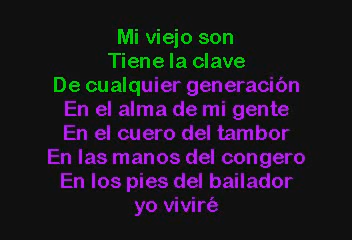 Mi viejo son
Tiene la clave
De cualquier generación
En el alma de mi gente
En el cuero del tambor
En las manos del congero
En los pies del bailador
yo viviré